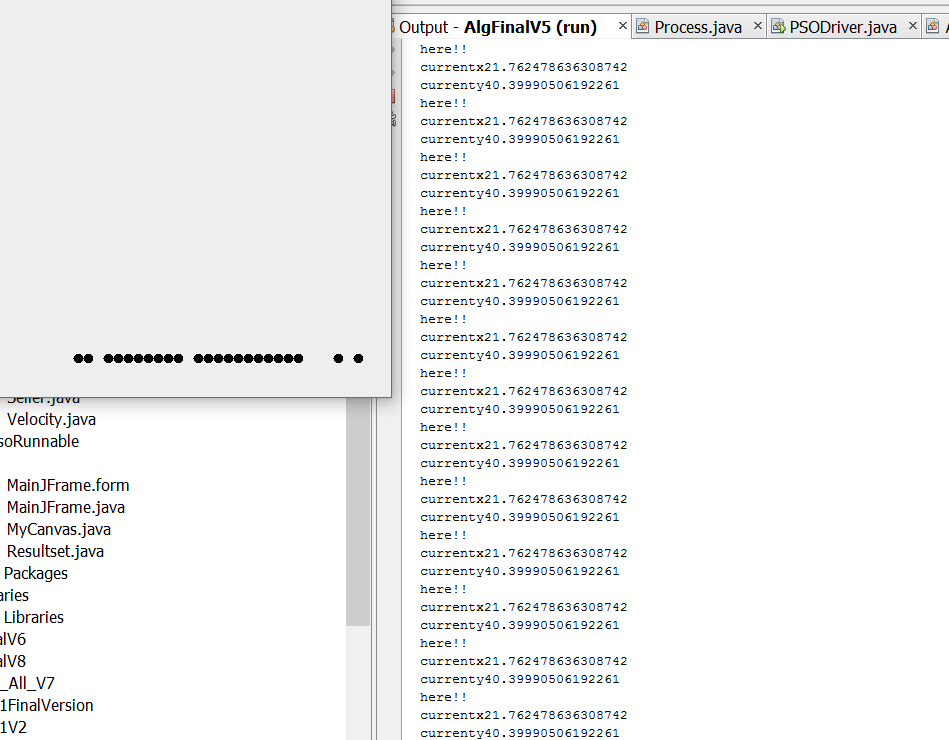 Output - AlgFinalV5 (run)
Process.java
PSODriver.java
here!!
currentx21.762478636308742
currenty40.39990506192261
here!!
currentx21.762478636308742
currenty40.39990506192261
here!!
currentx21.762478636308742
currenty40.39990506192261
here!!
currentx21.762478636308742
currenty40.39990506192261
here!!
currentx21.762478636308742
currenty40.39990506192261
here!!
currentx21.762478636308742
currenty40.39990506192261
here!!
currentx21.762478636308742
currenty40.39990506192261
here!!
currentx21.762478636308742
currenty40.39990506192261
here!!
currentx21.762478636308742
currenty40.39990506192261
here!!
currentx21.762478636308742
currenty40.39990506192261
here!!
currentx21.762478636308742
currenty40.39990506192261
here!!
currentx21.762478636308742
currenty40.39990506192261
here!!
currentx21.762478636308742
currenty40.39990506192261
Seller.java
Velocity.java
soRunnable
MainJFrame.form
MainJFrame.java
MyCanvas.java
Resultset.java
Packages
aries
Libraries
alV6
alV8
_All_V7
1FinalVersion
1V2